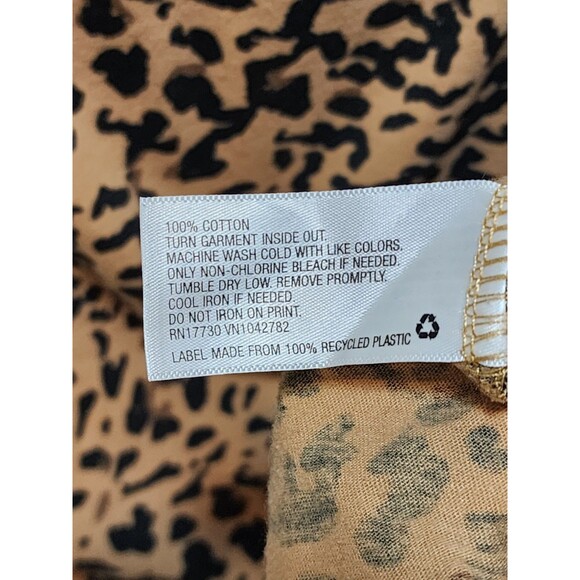 100% COTTON
TURN GARMENT INSIDE OUT.
MACHINE WASH COLD WITH LIKE COLORS.
ONLY NON-CHLORINE BLEACH IF NEEDED.
TUMBLE DRY LOW. REMOVE PROMPTLY.
COOL IRON IF NEEDED.
DO NOT IRON ON PRINT.
RN17730 VN1042782
LABEL MADE FROM 100% RECYCLED PLASTIC